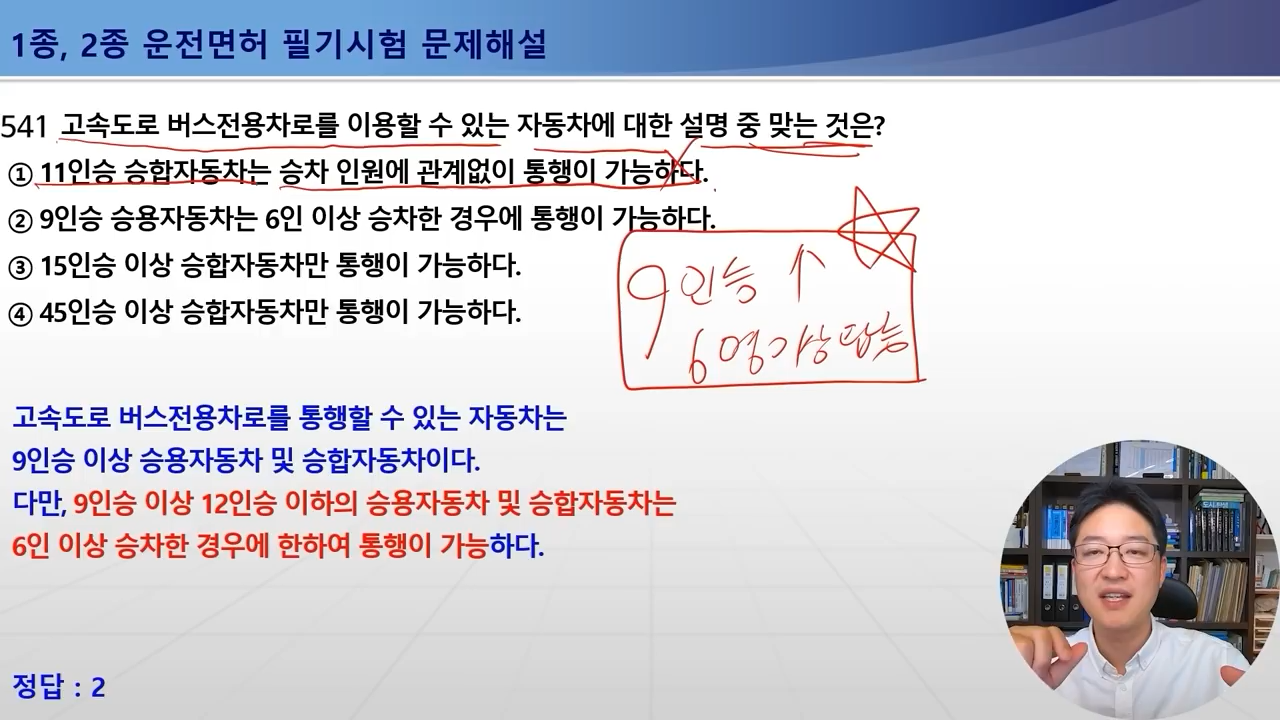 1종, 2종 운전면허 필기시험 문제해설
541 고속도로 버스전용차로를 이용할 수 있는 자동차에 대한 설명 중 맞는 것은?
① 11인승 승합자동차는 승차 인원에 관계없이 통행이 가능하다.
② 9인승 승용자동차는 6인 이상 승차한 경우에 통행이 가능하다.
③ 15인승 이상 승합자동차만 통행이 가능하다.
④ 45인승 이상 승합자동차만 통행이 가능하다.
9인승 ↑
6명 이상 탑승
고속도로 버스전용차로를 통행할 수 있는 자동차는
9인승 이상 승용자동차 및 승합자동차이다.
다만, 9인승 이상 12인승 이하의 승용자동차 및 승합자동차는
6인 이상 승차한 경우에 한하여 통행이 가능하다.
정답 : 2